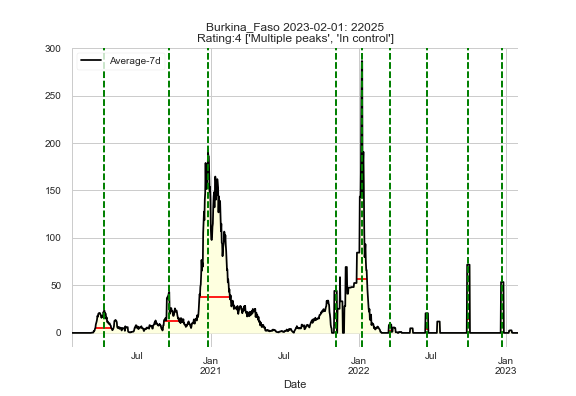 Burkina_Faso 2023-02-01: 22025
Rating:4 ['Multiple peaks', 'In control']
Average-7d
300
250
200
150
100
50
0
Jul
Jan
2021
Jul
Jan
2022
Jul
Jan
2023
Date